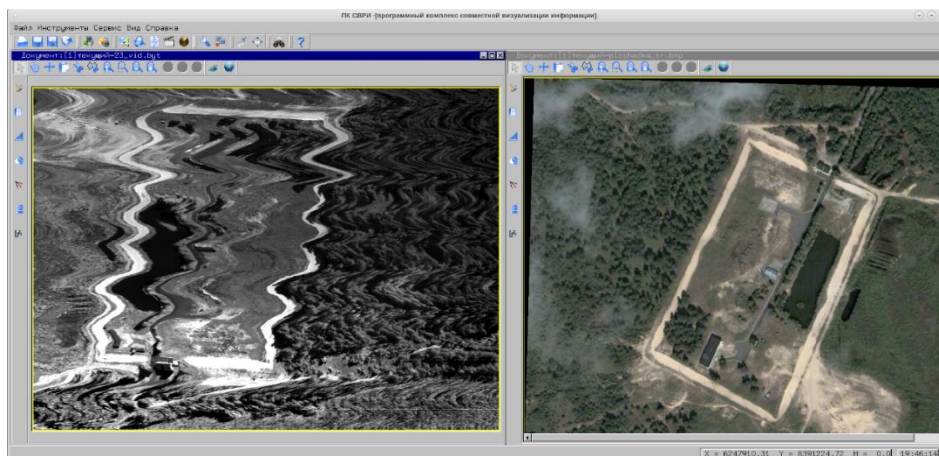 ПК СВРИ -[программный комплекс совместной визуализации информации]
Файл Инструменты Сервис Вид Справка
Документ:[1]текущий-23_vid.byt
X = 6247910.31 Y = 8391224.72 H = 0.0 19:46:14